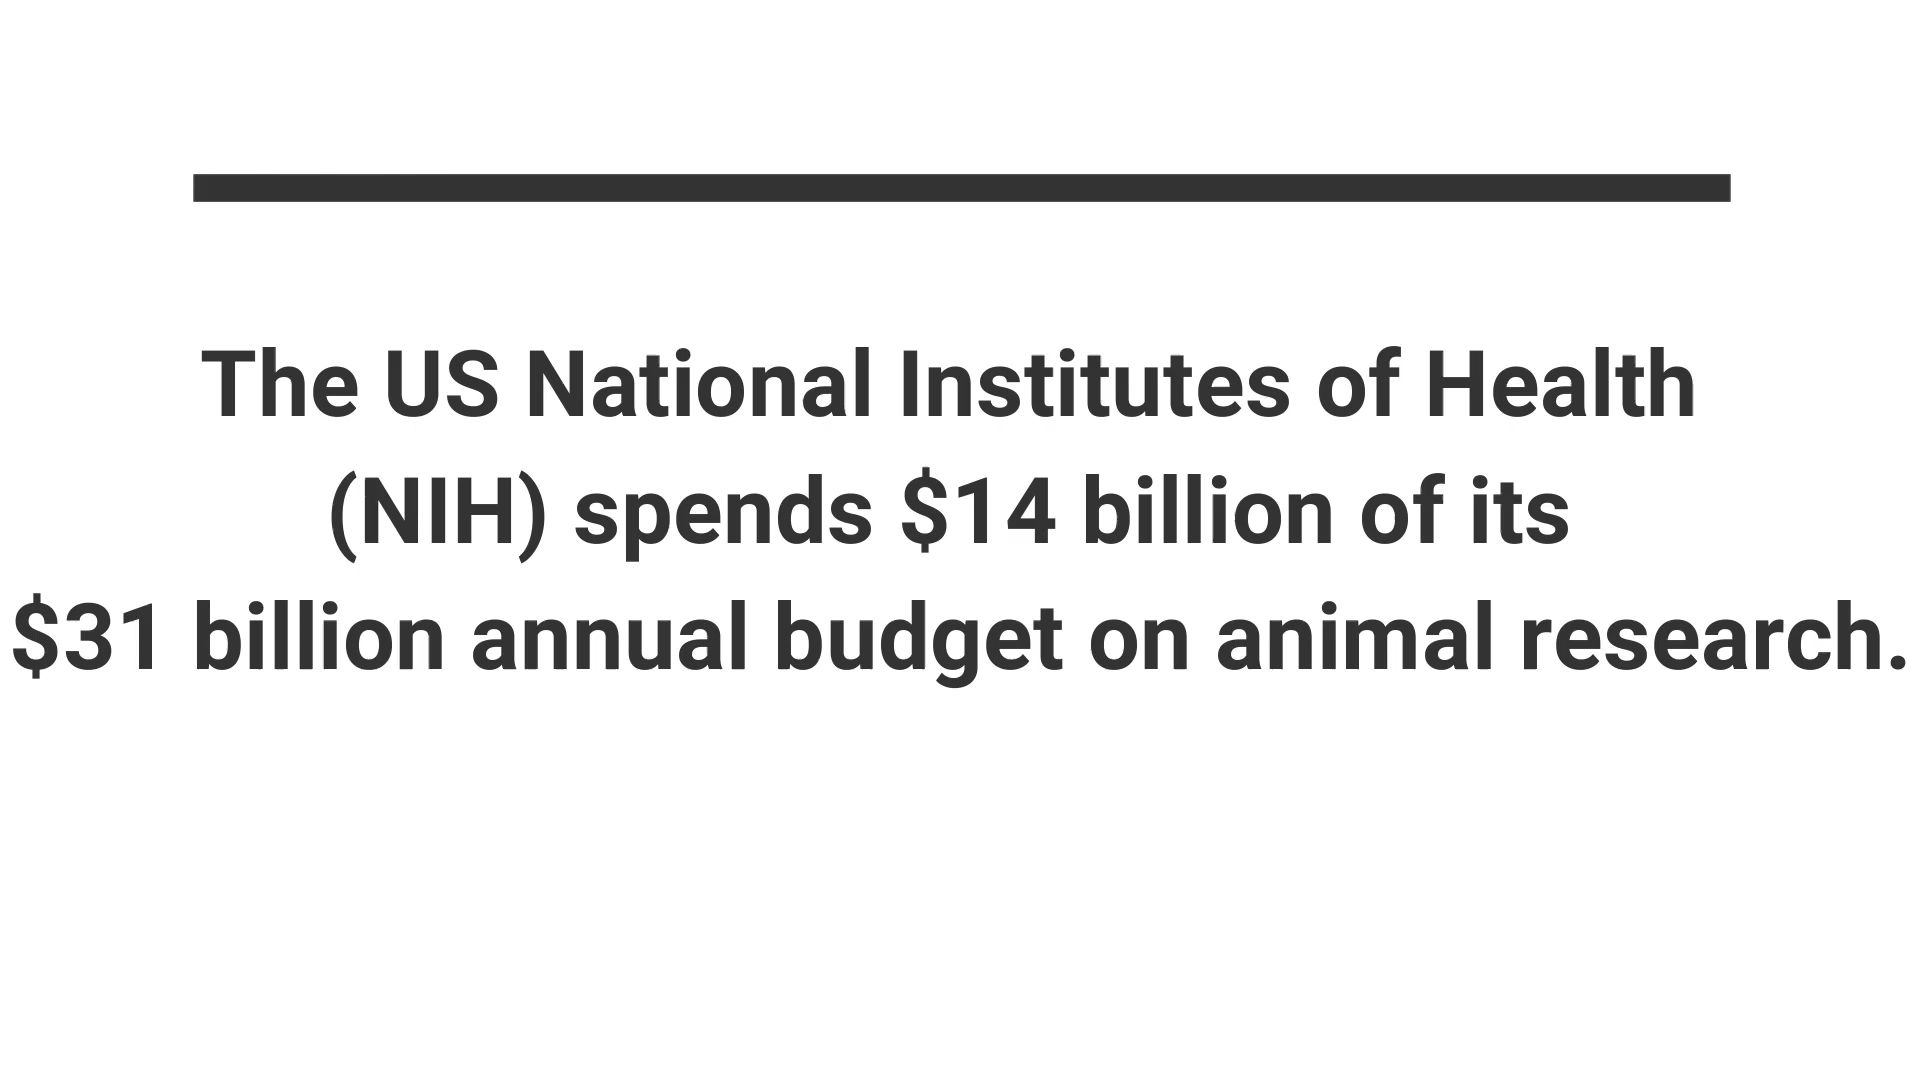 The US National Institutes of Health
(NIH) spends $14 billion of its
$31 billion annual budget on animal research.